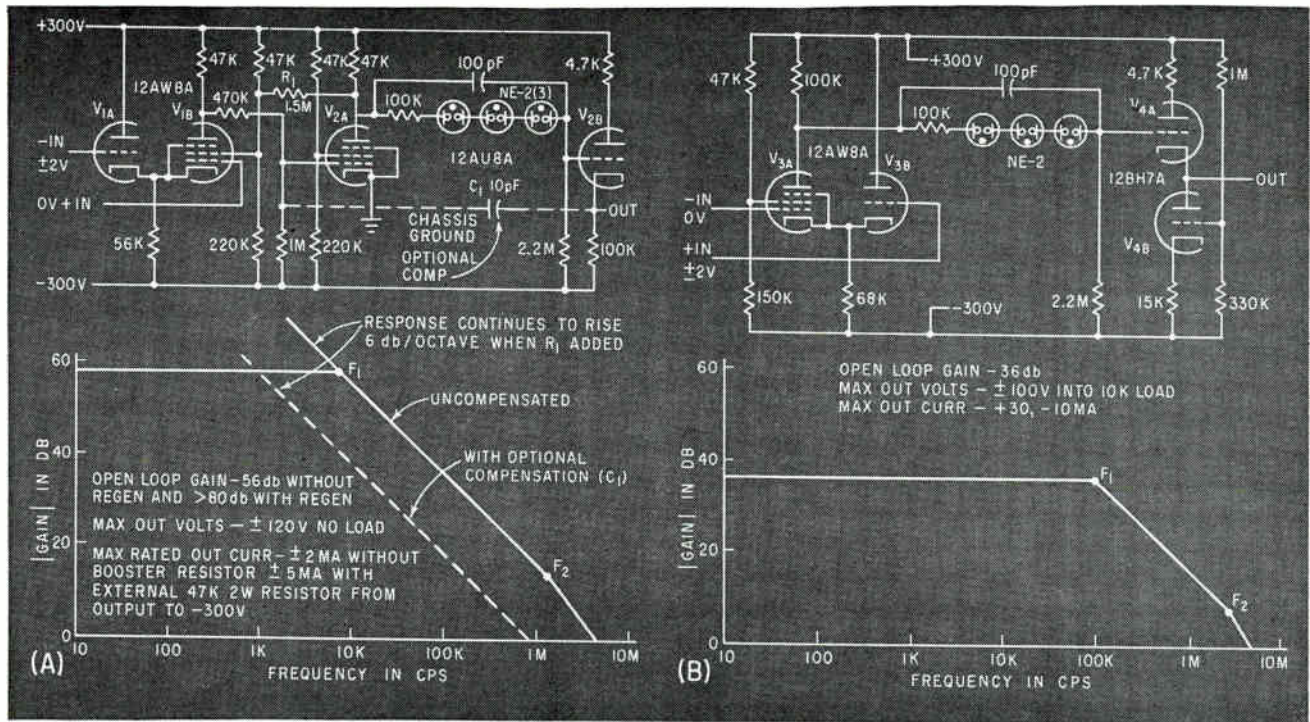 +300V
47K
47K
47K
47K
4.7K
R1
1.5M
12AW8A
V1A
V1B
470K
V2A
100pF
100K
NE-2(3)
V2B
12AU8A
-IN
±2V
0V +IN
C1 10pF
OUT
CHASSIS
GROUND
OPTIONAL
COMP
56K
220K
1M
220K
2.2M
100K
-300V
RESPONSE CONTINUES TO RISE
6 db/OCTAVE WHEN R1 ADDED
F1
UNCOMPENSATED
WITH OPTIONAL
COMPENSATION (C1)
F2
OPEN LOOP GAIN-56db WITHOUT
REGEN AND >80db WITH REGEN
MAX OUT VOLTS - ±120V NO LOAD
MAX RATED OUT CURR-±2MA WITHOUT
BOOSTER RESISTOR ±5MA WITH
EXTERNAL 47K 2W RESISTOR FROM
OUTPUT TO -300V
|GAIN| IN DB
60
40
20
0
10 100 1K 10K 100K 1M 10M
FREQUENCY IN CPS
(A)
+300V
47K
100K
4.7K
1M
100pF
100K
NE-2
V4A
12AW8A
V3A
V3B
12BH7A
OUT
V4B
-IN
0V
+IN
±2V
150K
68K
-300V
2.2M
15K
330K
OPEN LOOP GAIN -36db
MAX OUT VOLTS - ±100V INTO 10K LOAD
MAX OUT CURR - +30, -10MA
F1
F2
|GAIN| IN DB
60
40
20
0
10 100 1K 10K 100K 1M 10M
FREQUENCY IN CPS
(B)